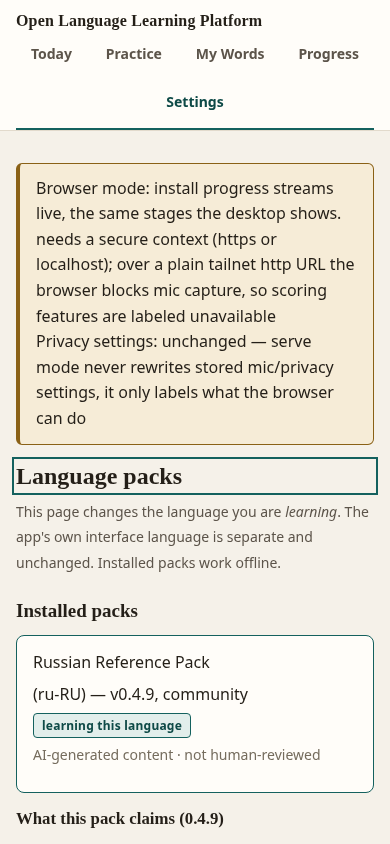 Open Language Learning Platform
Today Practice My Words Progress
Settings
Browser mode: install progress streams
live, the same stages the desktop shows.
needs a secure context (https or
localhost); over a plain tailnet http URL the
browser blocks mic capture, so scoring
features are labeled unavailable
Privacy settings: unchanged — serve
mode never rewrites stored mic/privacy
settings, it only labels what the browser
can do
Language packs
This page changes the language you are learning. The
app's own interface language is separate and
unchanged. Installed packs work offline.
Installed packs
Russian Reference Pack
(ru-RU) — v0.4.9, community
learning this language
AI-generated content · not human-reviewed
What this pack claims (0.4.9)